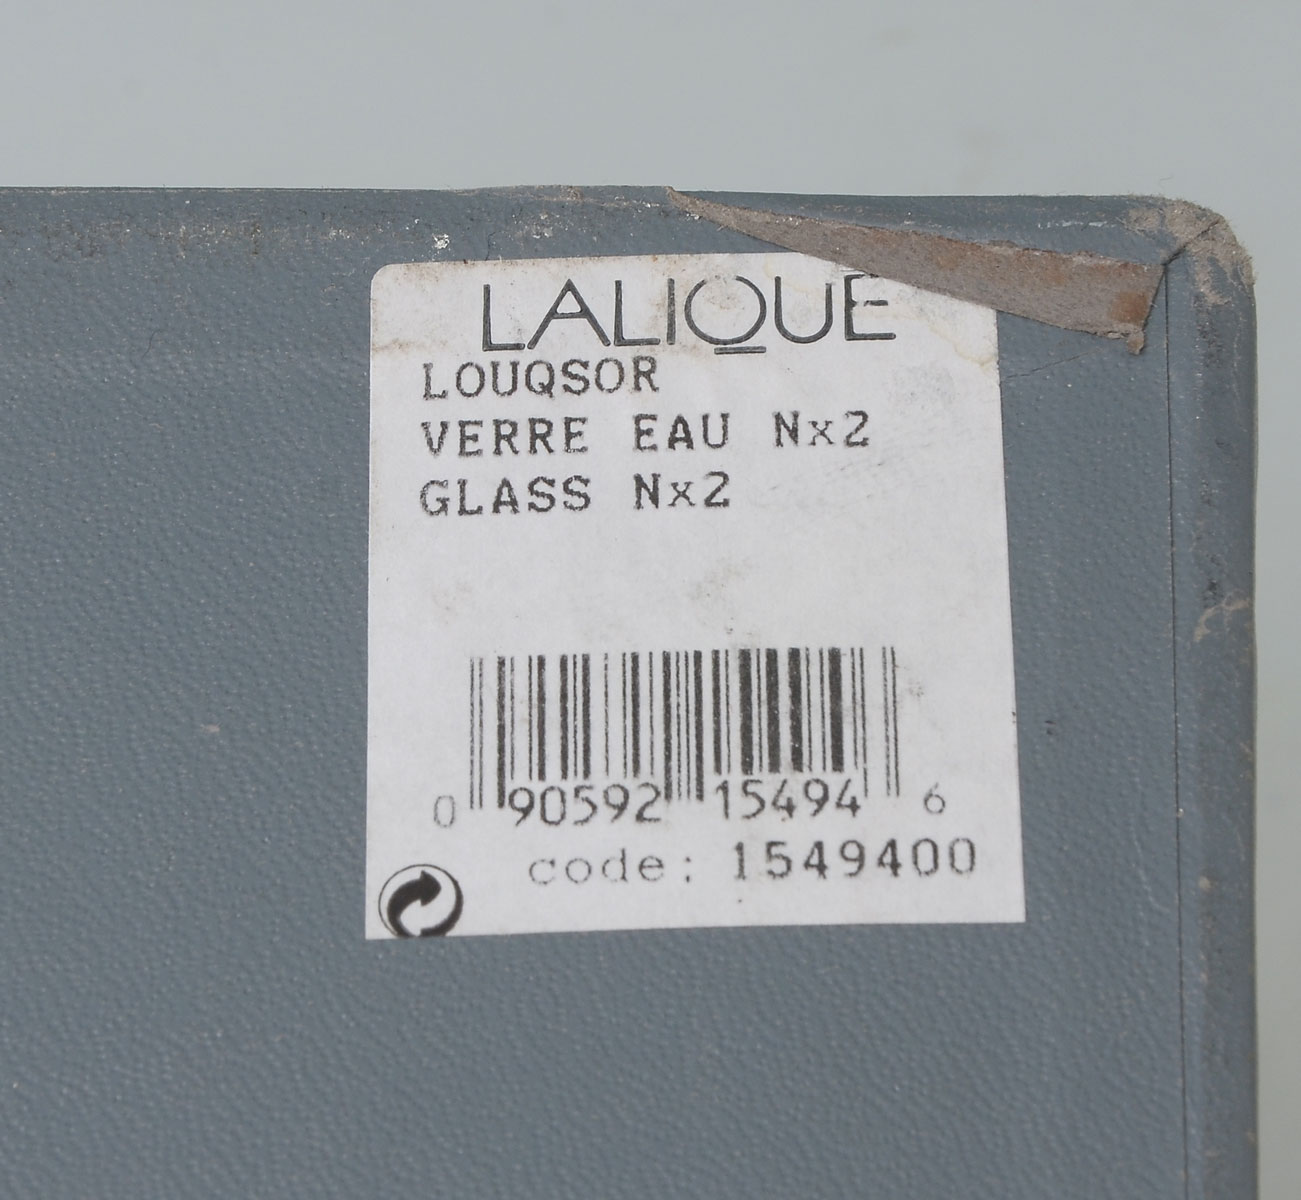 LALIQUE
LOUQSOR
VERRE EAU Nx2
GLASS Nx2
0 90592 15494 6
code: 1549400